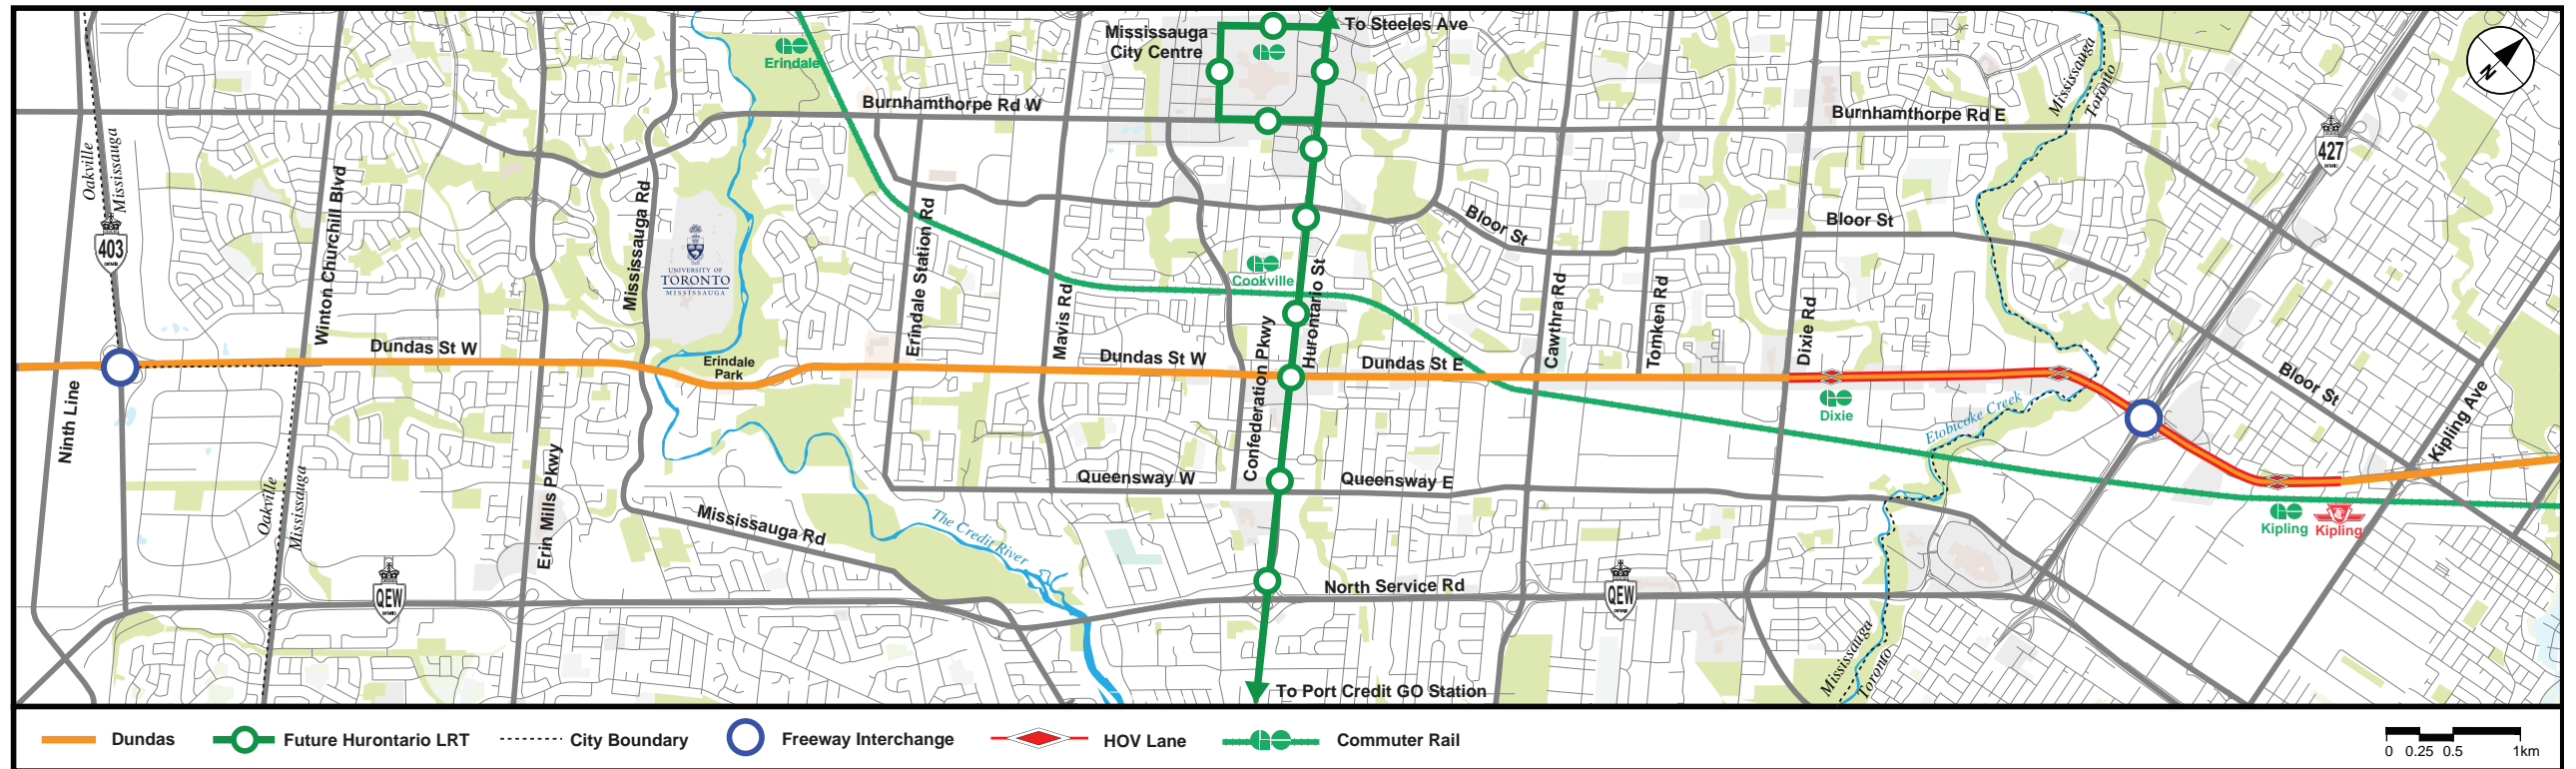 Mississauga
City Centre
To Steeles Ave
Erindale
Mississauga
Toronto
N
Burnhamthorpe Rd W
Burnhamthorpe Rd E
427
ONTARIO
Oakville
Mississauga
403
ONTARIO
Winton Churchill Blvd
Mississauga Rd
UNIVERSITY OF
TORONTO
MISSISSAUGA
Erindale Station Rd
Bloor St
Bloor St
Cookville
Hurontario St
Mavis Rd
Cawthra Rd
Tomken Rd
Dixie Rd
Dundas St W
Erindale
Park
Dundas St W
Confederation Pkwy
Dundas St E
Dixie
Etobicoke Creek
Bloor St
Kipling Ave
Ninth Line
Oakville
Mississauga
Erin Mills Pkwy
Queensway W
Queensway E
Mississauga Rd
The Credit River
Kipling
Kipling
QEW
ONTARIO
North Service Rd
QEW
ONTARIO
Mississauga
Toronto
To Port Credit GO Station
Dundas
Future Hurontario LRT
City Boundary
Freeway Interchange
HOV Lane
Commuter Rail
0 0.25 0.5 1km